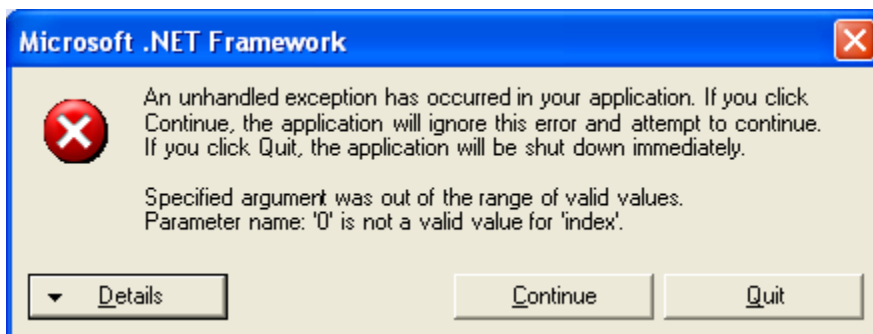 Microsoft .NET Framework
An unhandled exception has occurred in your application. If you click
Continue, the application will ignore this error and attempt to continue.
If you click Quit, the application will be shut down immediately.
Specified argument was out of the range of valid values.
Parameter name: '0' is not a valid value for 'index'.
Details
Continue
Quit